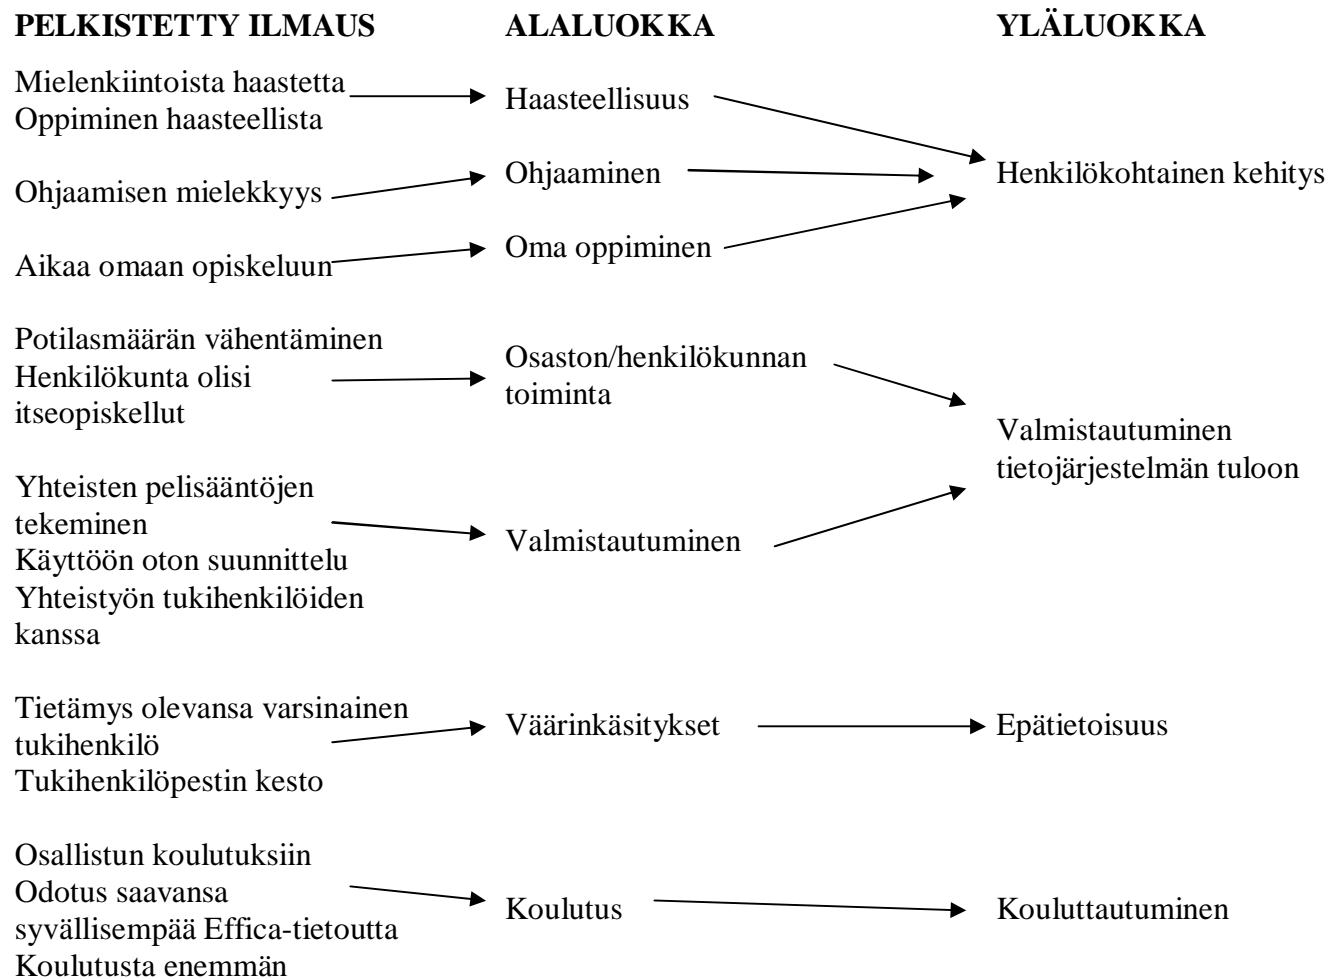 PELKISTETTY ILMAUS ALALUOKKA YLÄLUOKKA
Mielenkiintoista haastetta
Oppiminen haasteellista
Haasteellisuus
Ohjaamisen mielekkyys
Ohjaaminen
Henkilökohtainen kehitys
Aikaa omaan opiskeluun
Oma oppiminen
Potilasmäärän vähentäminen
Henkilökunta olisi
itseopiskellut
Osaston/henkilökunnan
toiminta
Valmistautuminen
tietojärjestelmän tuloon
Yhteisten pelisääntöjen
tekeminen
Käyttöön oton suunnittelu
Yhteistyön tukihenkilöiden
kanssa
Valmistautuminen
Tietämys olevansa varsinainen
tukihenkilö
Tukihenkilöpestin kesto
Väärinkäsitykset
Epätietoisuus
Osallistun koulutuksiin
Odotus saavansa
syvällisempää Effica-tietoutta
Koulutusta enemmän
Koulutus
Kouluttautuminen